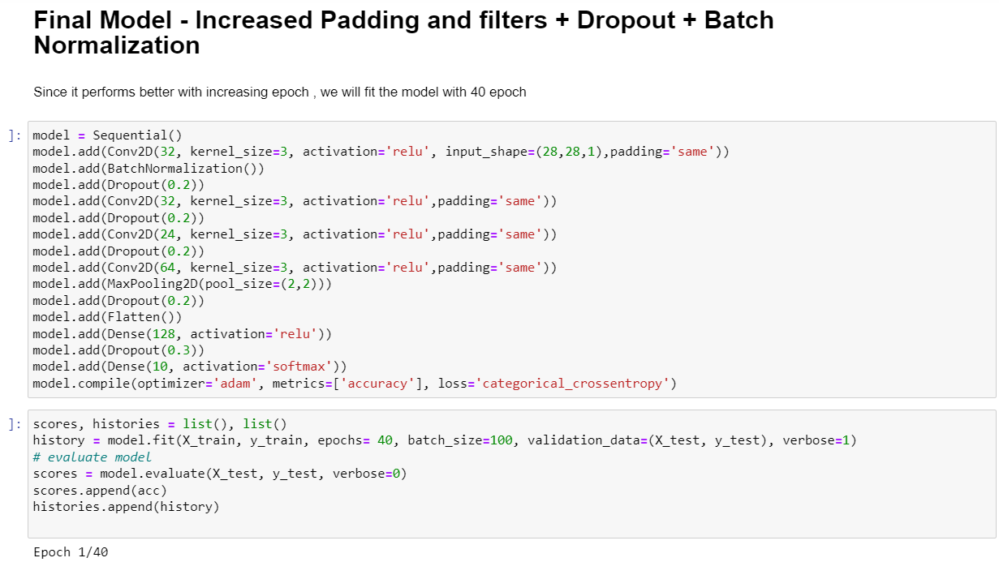 Final Model - Increased Padding and filters + Dropout + Batch
Normalization
Since it performs better with increasing epoch , we will fit the model with 40 epoch
]: model = Sequential()
model.add(Conv2D(32, kernel_size=3, activation='relu', input_shape=(28,28,1),padding='same'))
model.add(BatchNormalization())
model.add(Dropout(0.2))
model.add(Conv2D(32, kernel_size=3, activation='relu',padding='same'))
model.add(Dropout(0.2))
model.add(Conv2D(24, kernel_size=3, activation='relu',padding='same'))
model.add(Dropout(0.2))
model.add(Conv2D(64, kernel_size=3, activation='relu',padding='same'))
model.add(MaxPooling2D(pool_size=(2,2)))
model.add(Dropout(0.2))
model.add(Flatten())
model.add(Dense(128, activation='relu'))
model.add(Dropout(0.3))
model.add(Dense(10, activation='softmax'))
model.compile(optimizer='adam', metrics=['accuracy'], loss='categorical_crossentropy')
]: scores, histories = list(), list()
history = model.fit(X_train, y_train, epochs= 40, batch_size=100, validation_data=(X_test, y_test), verbose=1)
# evaluate model
scores = model.evaluate(X_test, y_test, verbose=0)
scores.append(acc)
histories.append(history)
Epoch 1/40